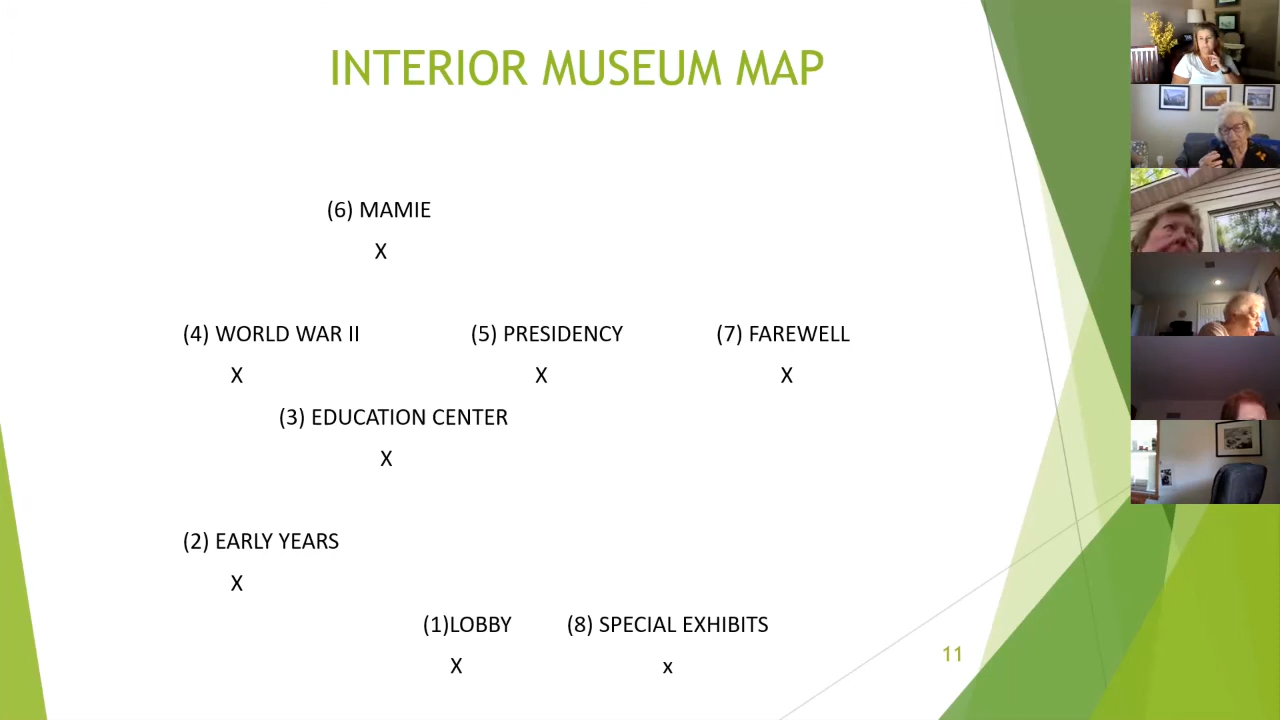 INTERIOR MUSEUM MAP
(6) MAMIE
X
(4) WORLD WAR II (5) PRESIDENCY (7) FAREWELL
X X X
(3) EDUCATION CENTER
X
(2) EARLY YEARS
X
(1)LOBBY (8) SPECIAL EXHIBITS
X x
11